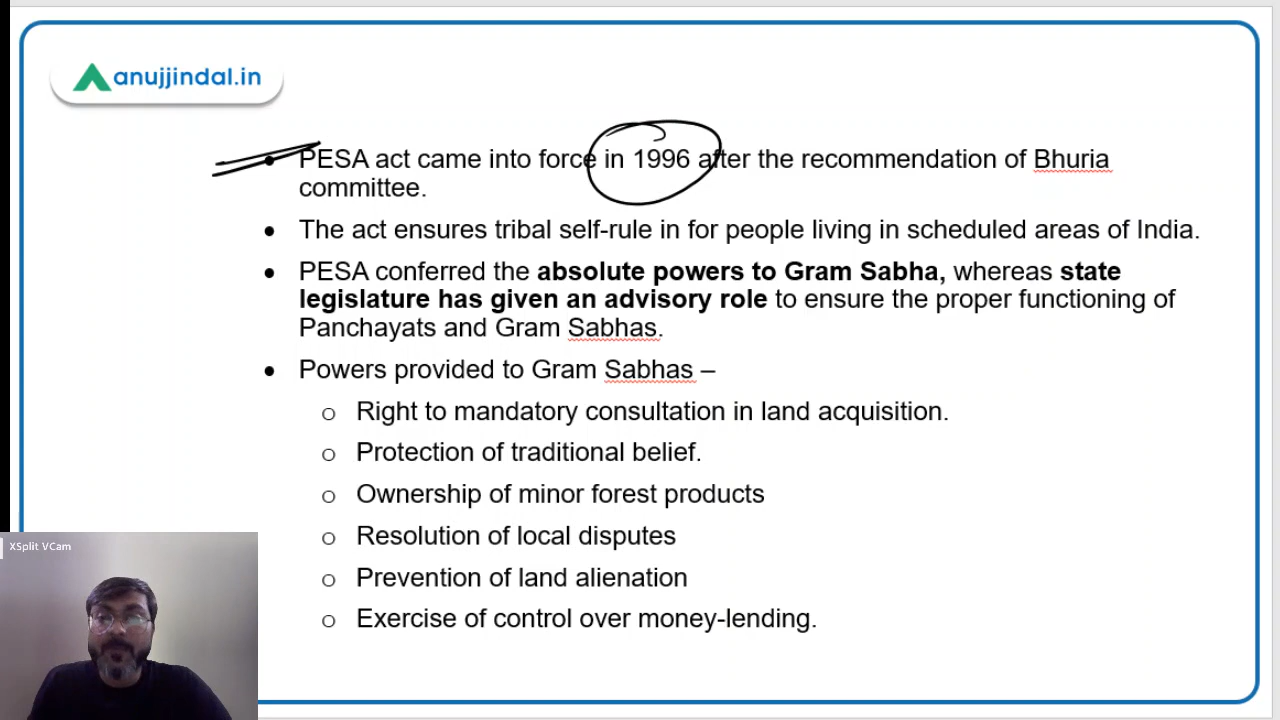 anujjindal.in
• PESA act came into force in 1996 after the recommendation of Bhuria
committee.
• The act ensures tribal self-rule in for people living in scheduled areas of India.
• PESA conferred the absolute powers to Gram Sabha, whereas state
legislature has given an advisory role to ensure the proper functioning of
Panchayats and Gram Sabhas.
• Powers provided to Gram Sabhas –
o Right to mandatory consultation in land acquisition.
o Protection of traditional belief.
o Ownership of minor forest products
o Resolution of local disputes
o Prevention of land alienation
o Exercise of control over money-lending.
XSplit VCam